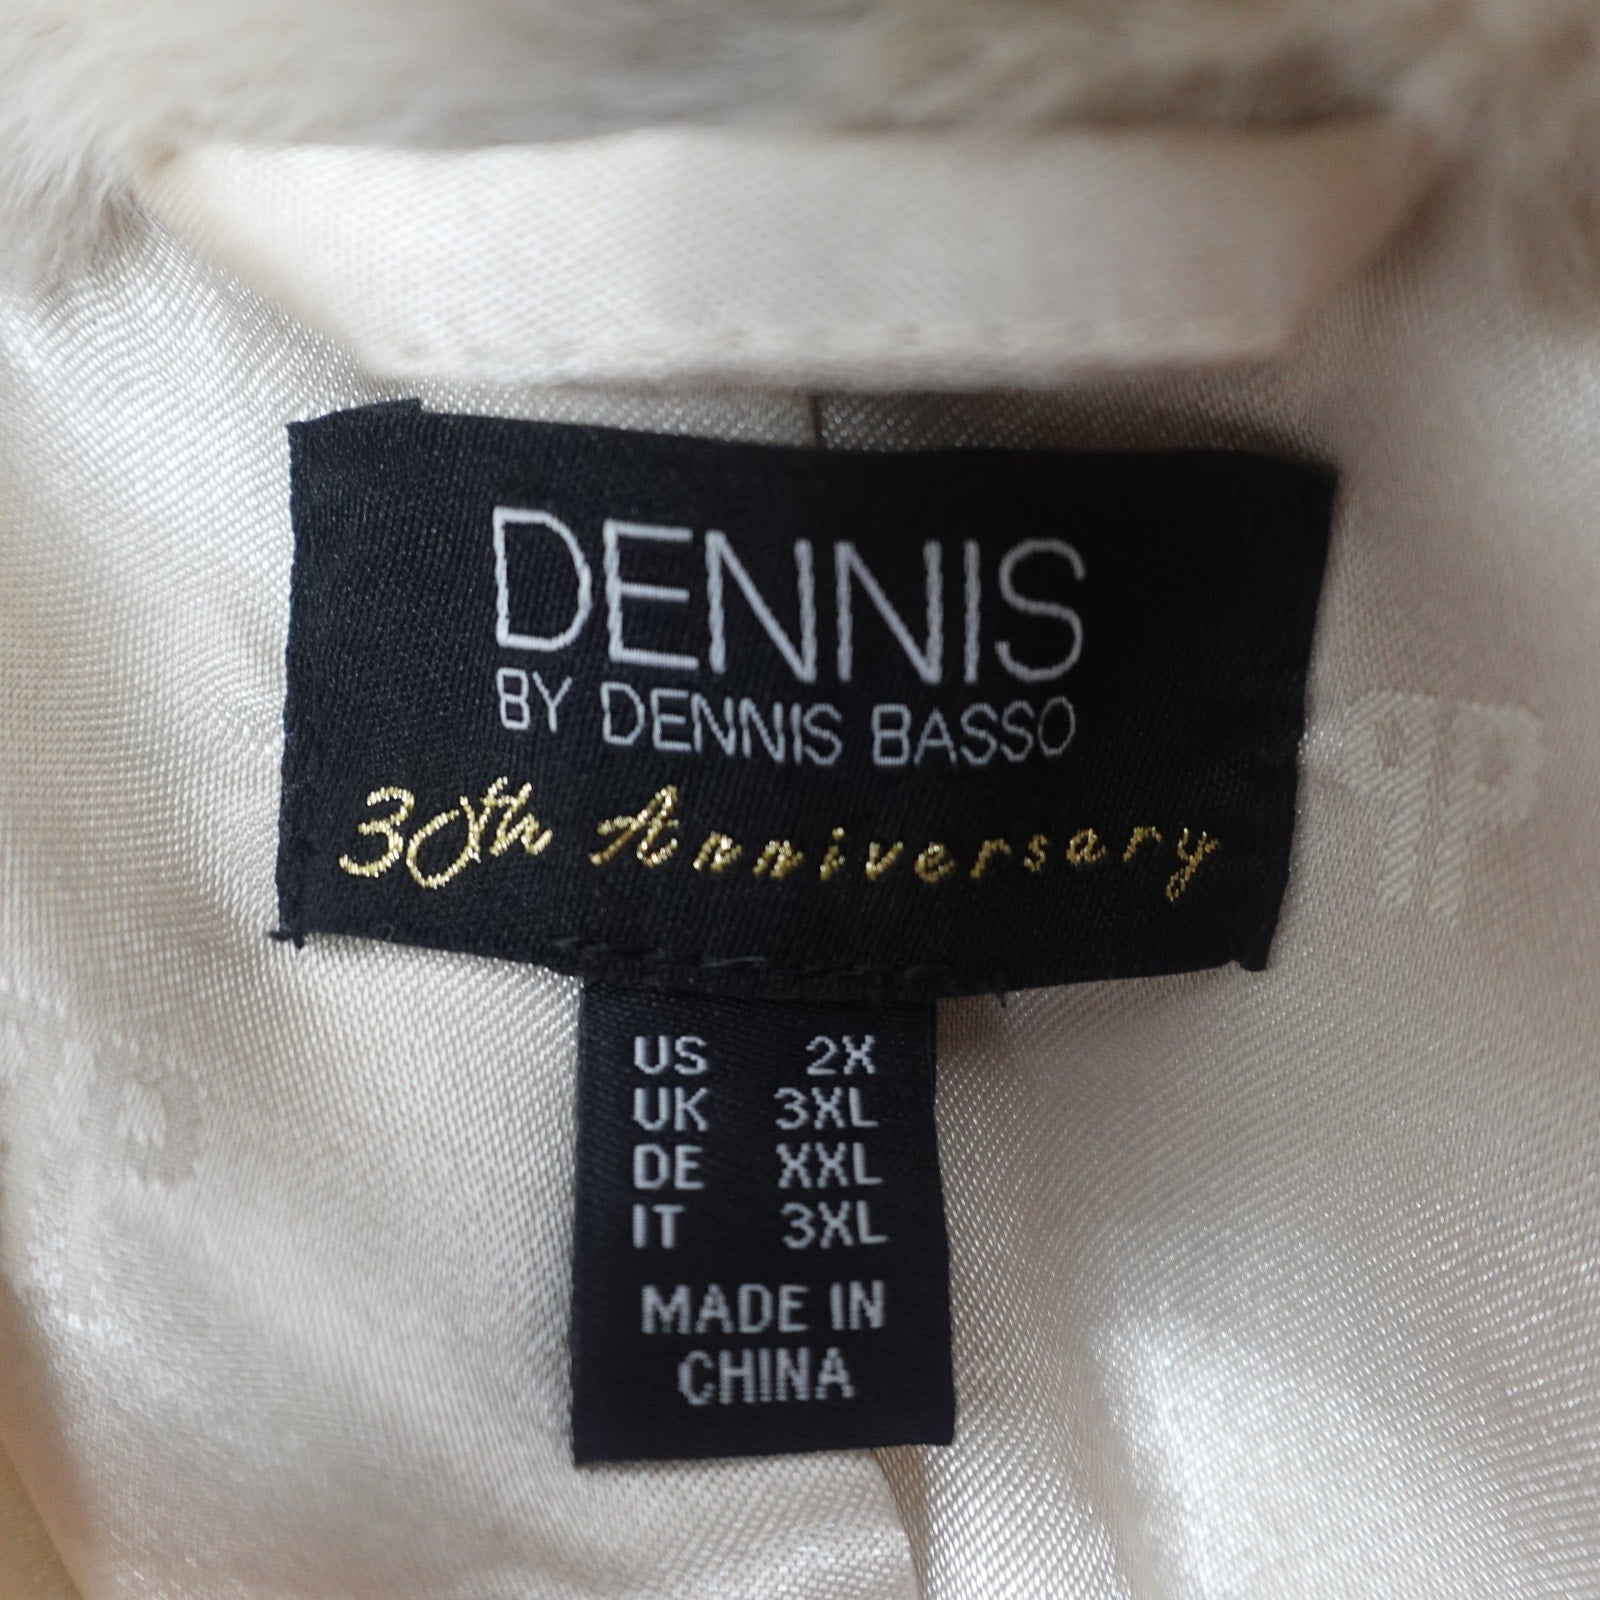 DENNIS
BY DENNIS BASSO
30th Anniversary
US 2X
UK 3XL
DE XXL
IT 3XL
MADE IN
CHINA